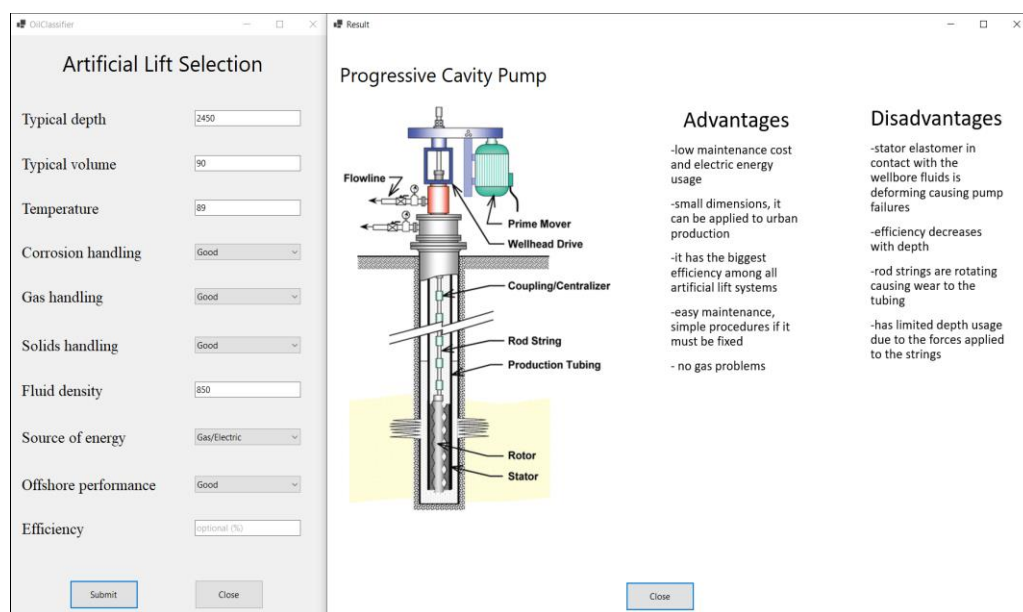 OilClassifier
Artificial Lift Selection
Typical depth
2450
Typical volume
90
Temperature
89
Corrosion handling
Good
Gas handling
Good
Solids handling
Good
Fluid density
850
Source of energy
Gas/Electric
Offshore performance
Good
Efficiency
optional (%)
Submit
Close
Result
Progressive Cavity Pump
Flowline
Prime Mover
Wellhead Drive
Coupling/Centralizer
Rod String
Production Tubing
Rotor
Stator
Advantages
-low maintenance cost
and electric energy
usage
-small dimensions, it
can be applied to urban
production
-it has the biggest
efficiency among all
artificial lift systems
-easy maintenance,
simple procedures if it
must be fixed
- no gas problems
Disadvantages
-stator elastomer in
contact with the
wellbore fluids is
deforming causing pump
failures
-efficiency decreases
with depth
-rod strings are rotating
causing wear to the
tubing
-has limited depth usage
due to the forces applied
to the strings
Close